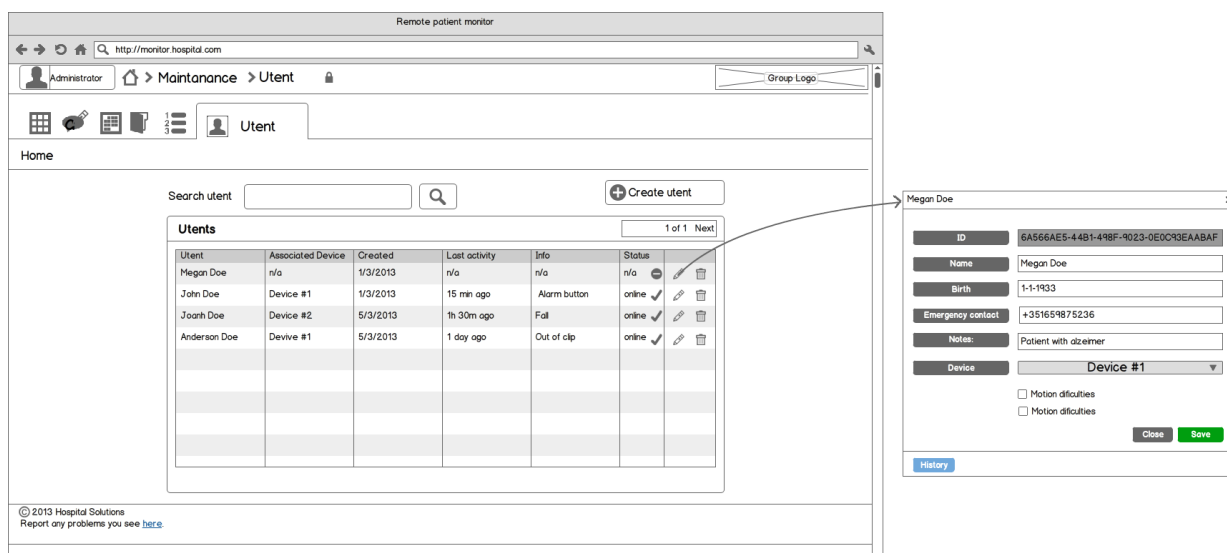 Remote patient monitor
http://monitor.hospital.com
Administrator > Maintanance > Utent
Group Logo
1
2
3
Utent
Home
Search utent
Create utent
Utents
1 of 1 Next
Utent Associated Device Created Last activity Info Status
Megan Doe n/a 1/3/2013 n/a n/a n/a
John Doe Device #1 1/3/2013 15 min ago Alarm button online
Joanh Doe Device #2 5/3/2013 1h 30m ago Fall online
Anderson Doe Devive #1 5/3/2013 1 day ago Out of clip online
© 2013 Hospital Solutions
Report any problems you see here.
Megan Doe
ID 6A566AE5-44B1-498F-9023-0E0C93EAABAF
Name Megan Doe
Birth 1-1-1933
Emergency contact +351659875236
Notes: Patient with alzeimer
Device Device #1
Motion dificulties
Motion dificulties
Close Save
History